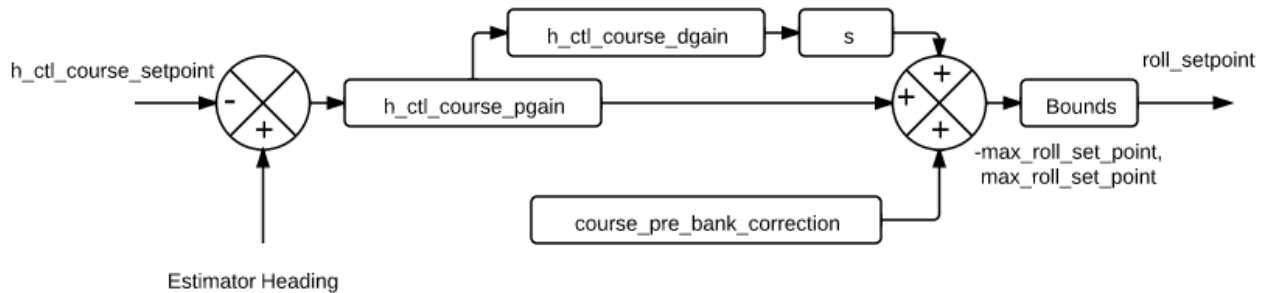 h_ctl_course_dgain
s
h_ctl_course_setpoint
roll_setpoint
-
+
h_ctl_course_pgain
+
+
+
Bounds
-max_roll_set_point,
max_roll_set_point
course_pre_bank_correction
Estimator Heading